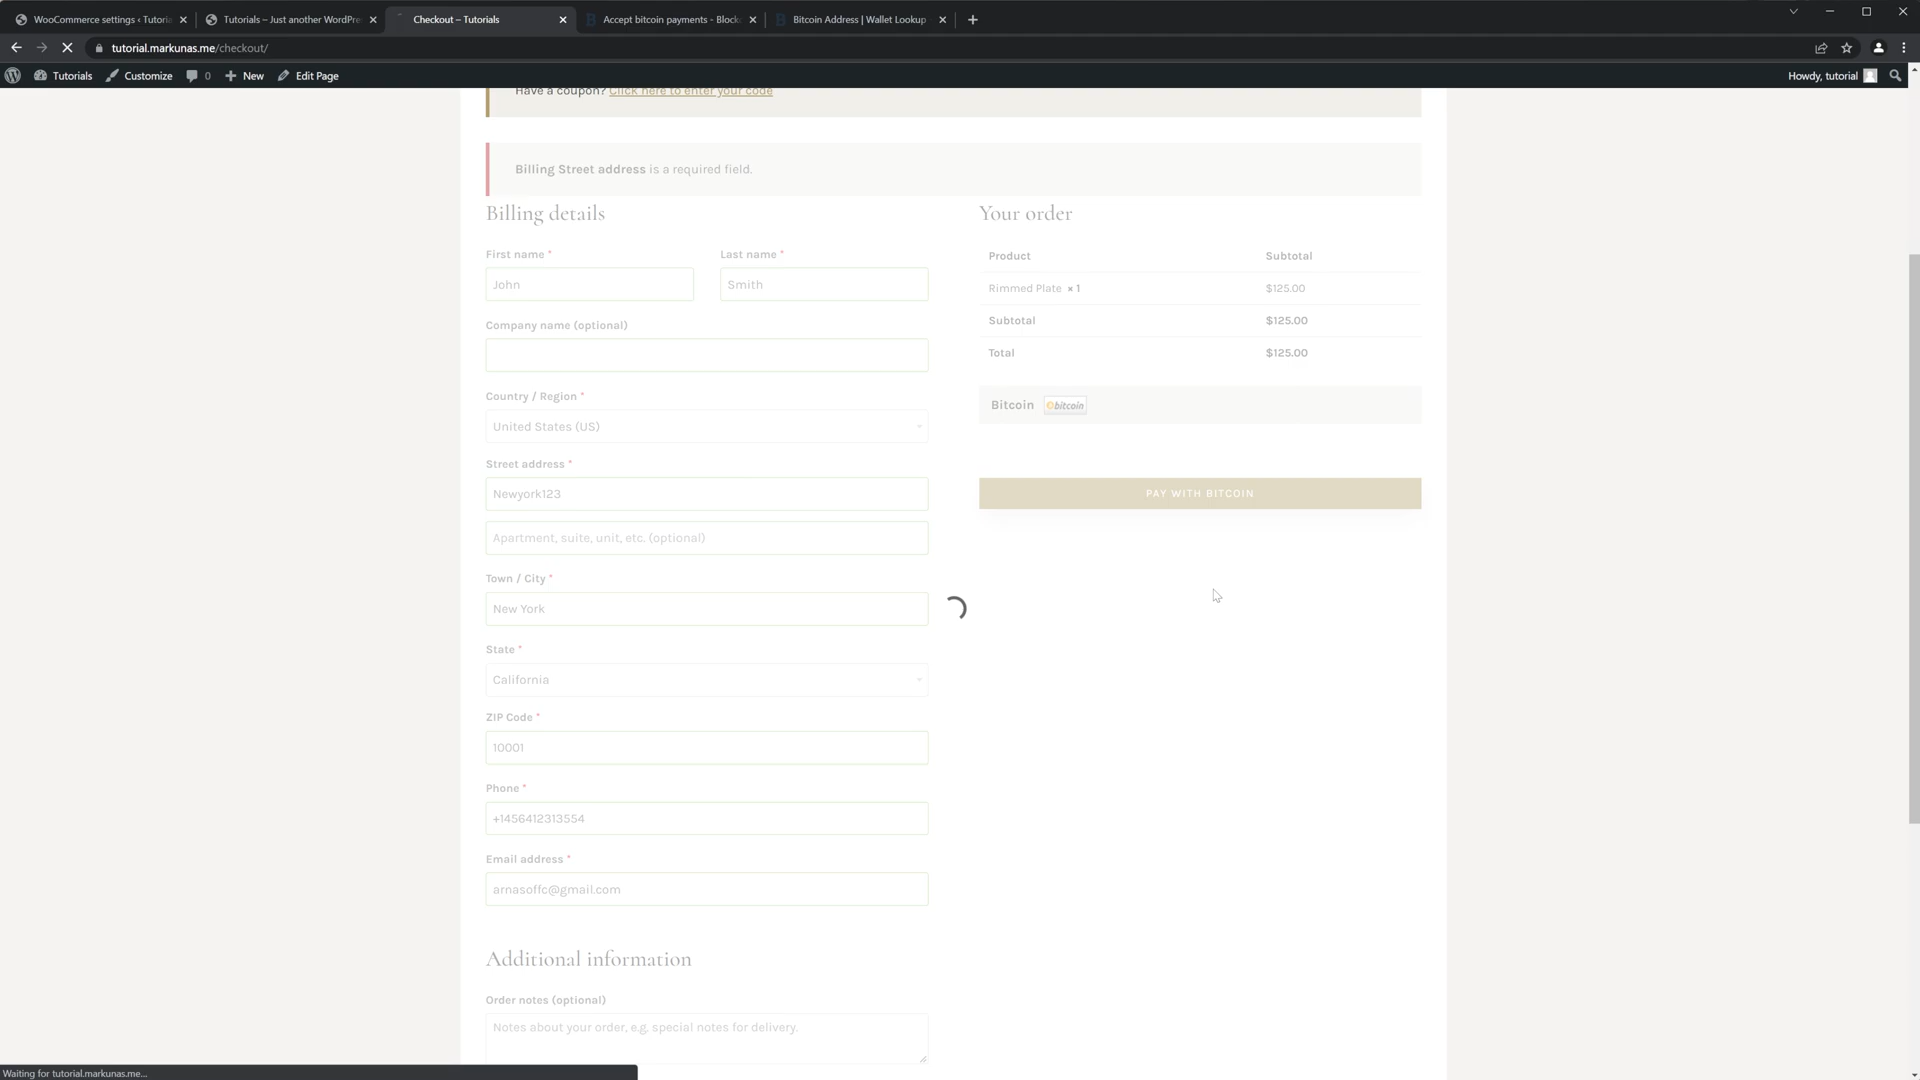 WooCommerce settings ‹ Tutoria
Tutorials – Just another WordPre
Checkout – Tutorials
Accept bitcoin payments - Block
Bitcoin Address | Wallet Lookup
tutorial.markunas.me/checkout/
Tutorials
Customize
0
New
Edit Page
Howdy, tutorial
Have a coupon? Click here to enter your code
Billing Street address is a required field.
Billing details
First name *
Last name *
John
Smith
Company name (optional)
Country / Region *
United States (US)
Street address *
Newyork123
Apartment, suite, unit, etc. (optional)
Town / City *
New York
State *
California
ZIP Code *
10001
Phone *
+1456412313554
Email address *
arnasoffc@gmail.com
Additional information
Order notes (optional)
Notes about your order, e.g. special notes for delivery.
Your order
Product Subtotal
Rimmed Plate × 1 $125.00
Subtotal $125.00
Total $125.00
Bitcoin bitcoin
PAY WITH BITCOIN
Waiting for tutorial.markunas.me...